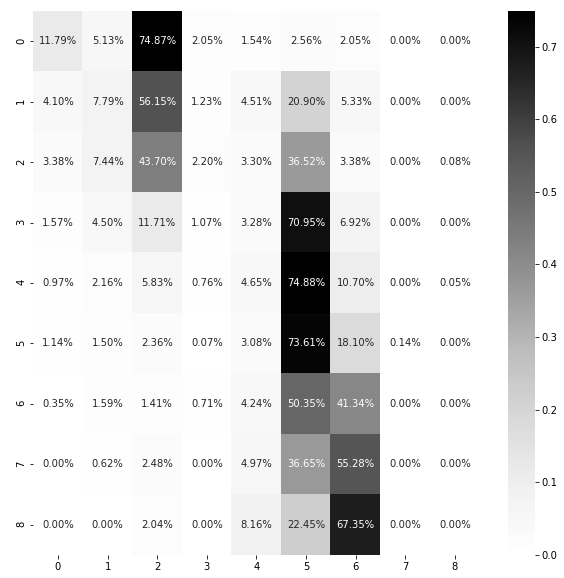 0 11.79% 5.13% 74.87% 2.05% 1.54% 2.56% 2.05% 0.00% 0.00%
1 4.10% 7.79% 56.15% 1.23% 4.51% 20.90% 5.33% 0.00% 0.00%
2 3.38% 7.44% 43.70% 2.20% 3.30% 36.52% 3.38% 0.00% 0.08%
3 1.57% 4.50% 11.71% 1.07% 3.28% 70.95% 6.92% 0.00% 0.00%
4 0.97% 2.16% 5.83% 0.76% 4.65% 74.88% 10.70% 0.00% 0.05%
5 1.14% 1.50% 2.36% 0.07% 3.08% 73.61% 18.10% 0.14% 0.00%
6 0.35% 1.59% 1.41% 0.71% 4.24% 50.35% 41.34% 0.00% 0.00%
7 0.00% 0.62% 2.48% 0.00% 4.97% 36.65% 55.28% 0.00% 0.00%
8 0.00% 0.00% 2.04% 0.00% 8.16% 22.45% 67.35% 0.00% 0.00%
0 1 2 3 4 5 6 7 8
0.7
0.6
0.5
0.4
0.3
0.2
0.1
0.0